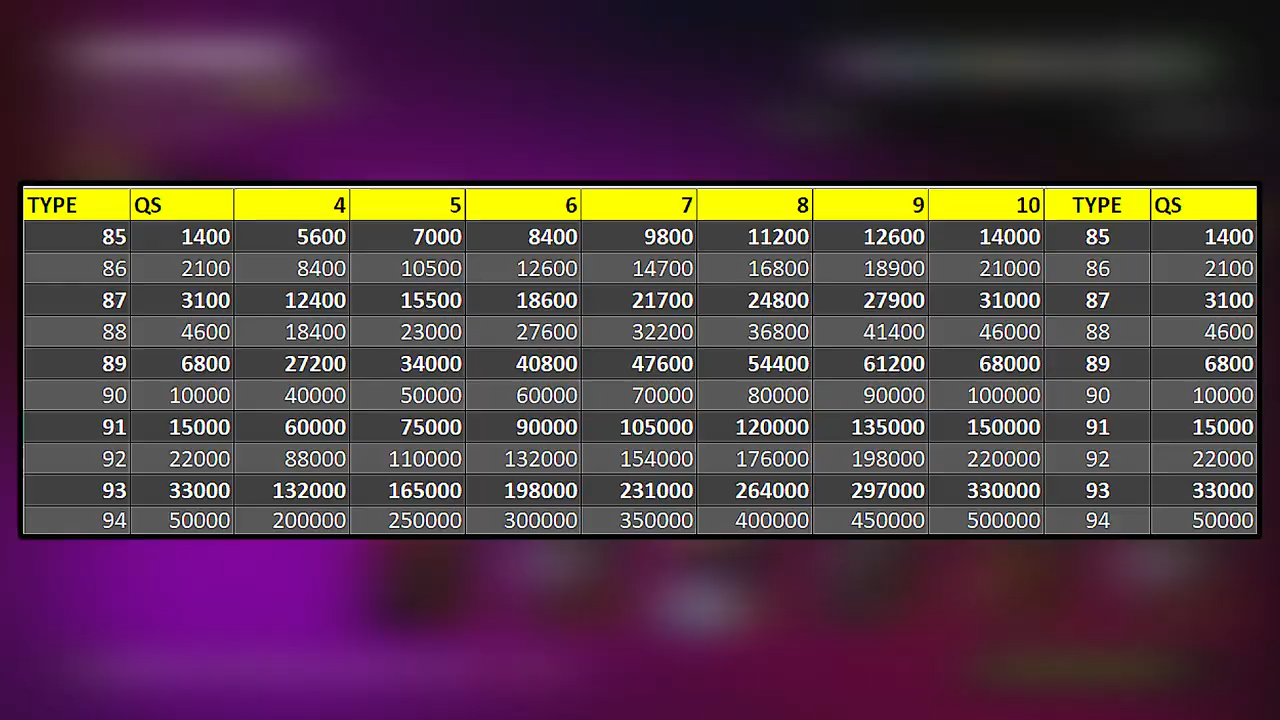 TYPE QS 4 5 6 7 8 9 10 TYPE QS
85 1400 5600 7000 8400 9800 11200 12600 14000 85 1400
86 2100 8400 10500 12600 14700 16800 18900 21000 86 2100
87 3100 12400 15500 18600 21700 24800 27900 31000 87 3100
88 4600 18400 23000 27600 32200 36800 41400 46000 88 4600
89 6800 27200 34000 40800 47600 54400 61200 68000 89 6800
90 10000 40000 50000 60000 70000 80000 90000 100000 90 10000
91 15000 60000 75000 90000 105000 120000 135000 150000 91 15000
92 22000 88000 110000 132000 154000 176000 198000 220000 92 22000
93 33000 132000 165000 198000 231000 264000 297000 330000 93 33000
94 50000 200000 250000 300000 350000 400000 450000 500000 94 50000